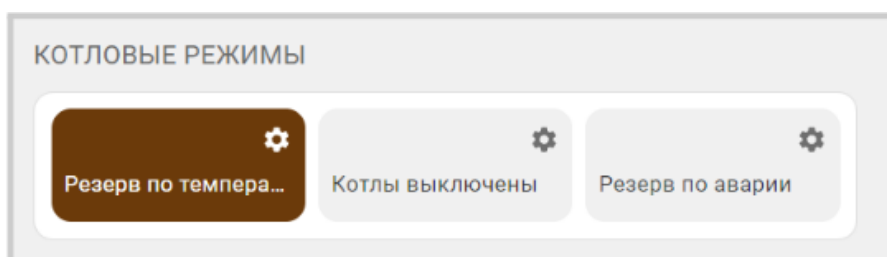 КОТЛОВЫЕ РЕЖИМЫ
Резерв по темпера...
Котлы выключены
Резерв по аварии